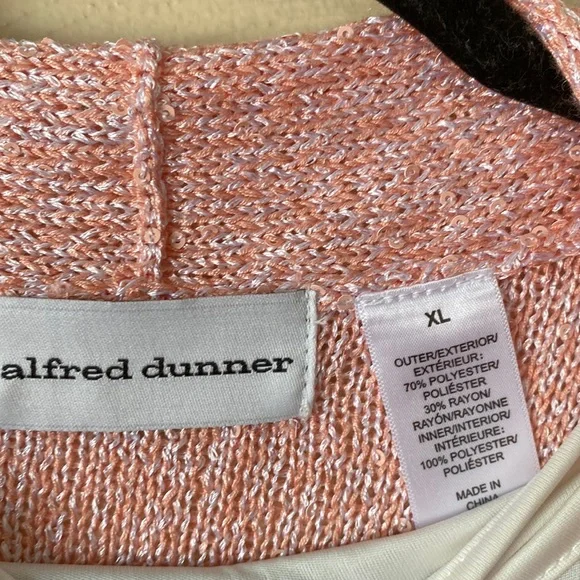 alfred dunner
XL
OUTER/EXTERIOR/
EXTÉRIEUR:
70% POLYESTER/
POLIÉSTER
30% RAYON/
RAYÓN/RAYONNE
INNER/INTERIOR/
INTÉRIEURE:
100% POLYESTER/
POLIÉSTER
MADE IN
CHINA